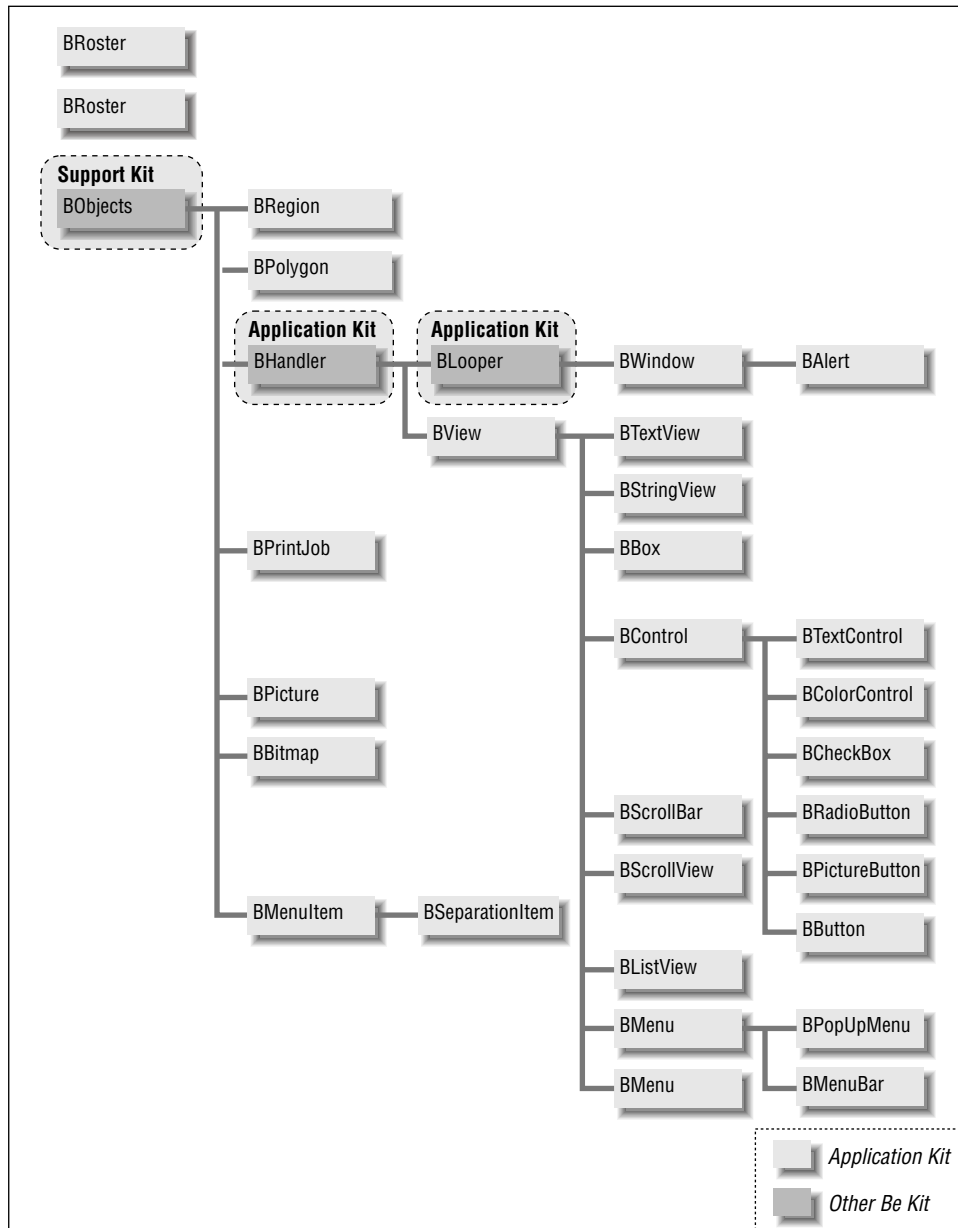 BRoster
BRoster
Support Kit
BObjects
BRegion
BPolygon
Application Kit
BHandler
Application Kit
BLooper
BWindow
BAlert
BView
BTextView
BStringView
BPrintJob
BBox
BControl
BTextControl
BPicture
BColorControl
BBitmap
BCheckBox
BScrollBar
BRadioButton
BScrollView
BPictureButton
BMenuItem
BSeparationItem
BButton
BListView
BMenu
BPopUpMenu
BMenu
BMenuBar
Application Kit
Other Be Kit